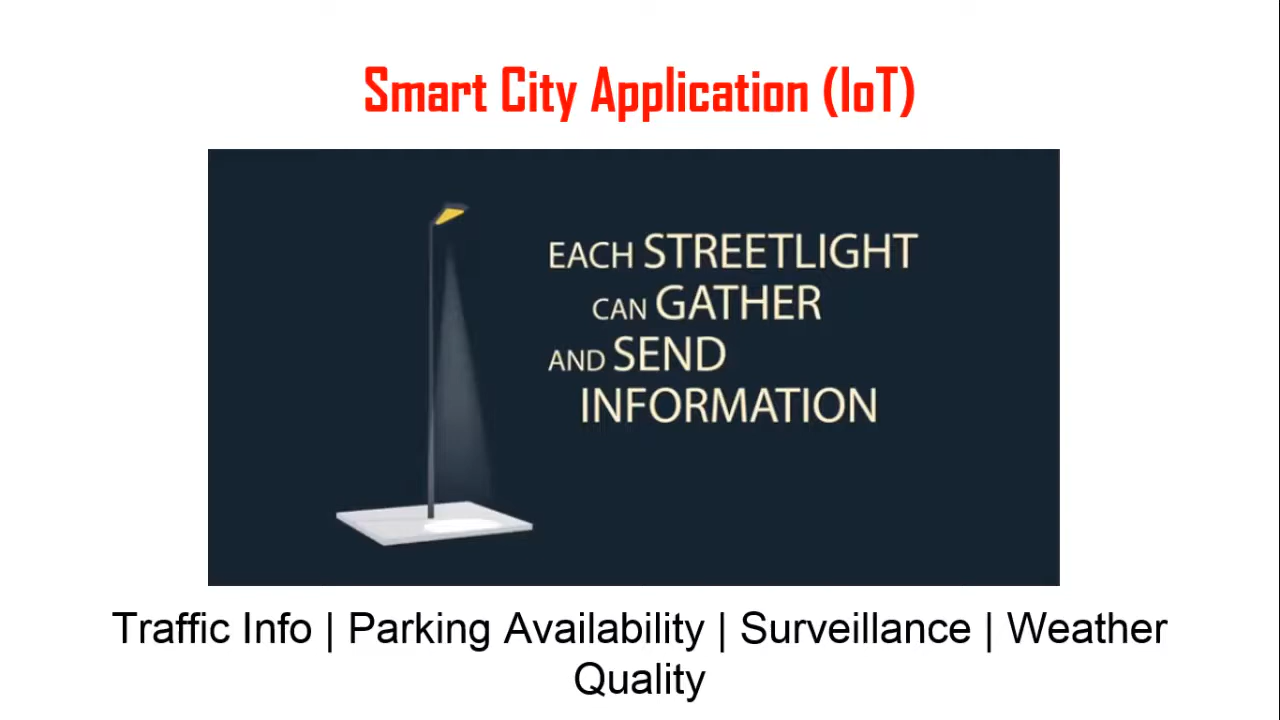 Smart City Application (IoT)
EACH STREETLIGHT
CAN GATHER
AND SEND
INFORMATION
Traffic Info | Parking Availability | Surveillance | Weather
Quality